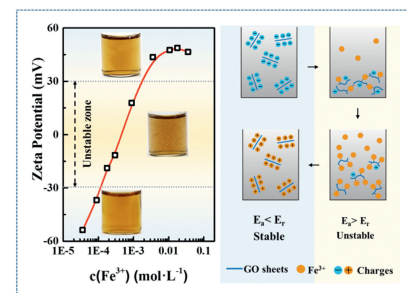 Zeta Potential (mV)
60
30
0
-30
-60
Unstable zone
1E-5
1E-4
1E-3
0.01
0.1
c(Fe³⁺) (mol·L⁻¹)
Eₐ< Eᵣ
Stable
Eₐ> Eᵣ
Unstable
GO sheets
Fe³⁺
Charges